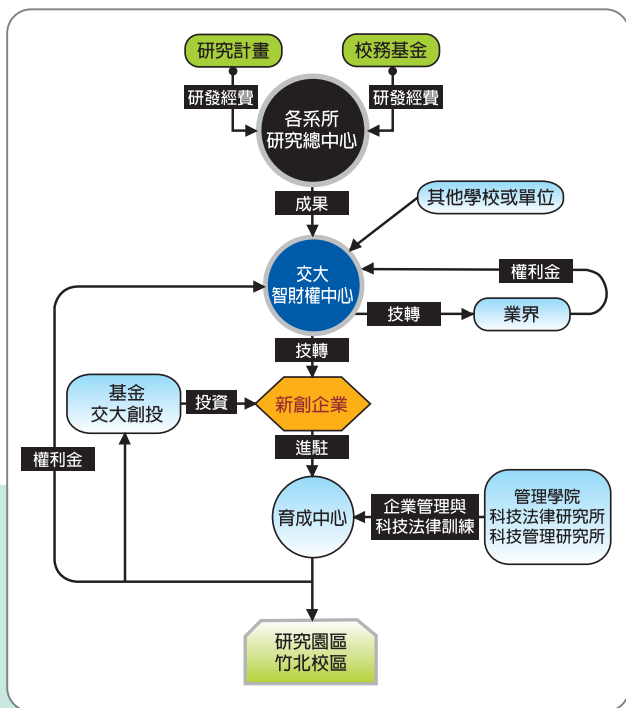 研究計畫
校務基金
研發經費
研發經費
各系所
研究總中心
成果
其他學校或單位
交大
智財權中心
權利金
技轉
業界
技轉
基金
交大創投
投資
新創企業
權利金
進駐
育成中心
企業管理與
科技法律訓練
管理學院
科技法律研究所
科技管理研究所
研究園區
竹北校區